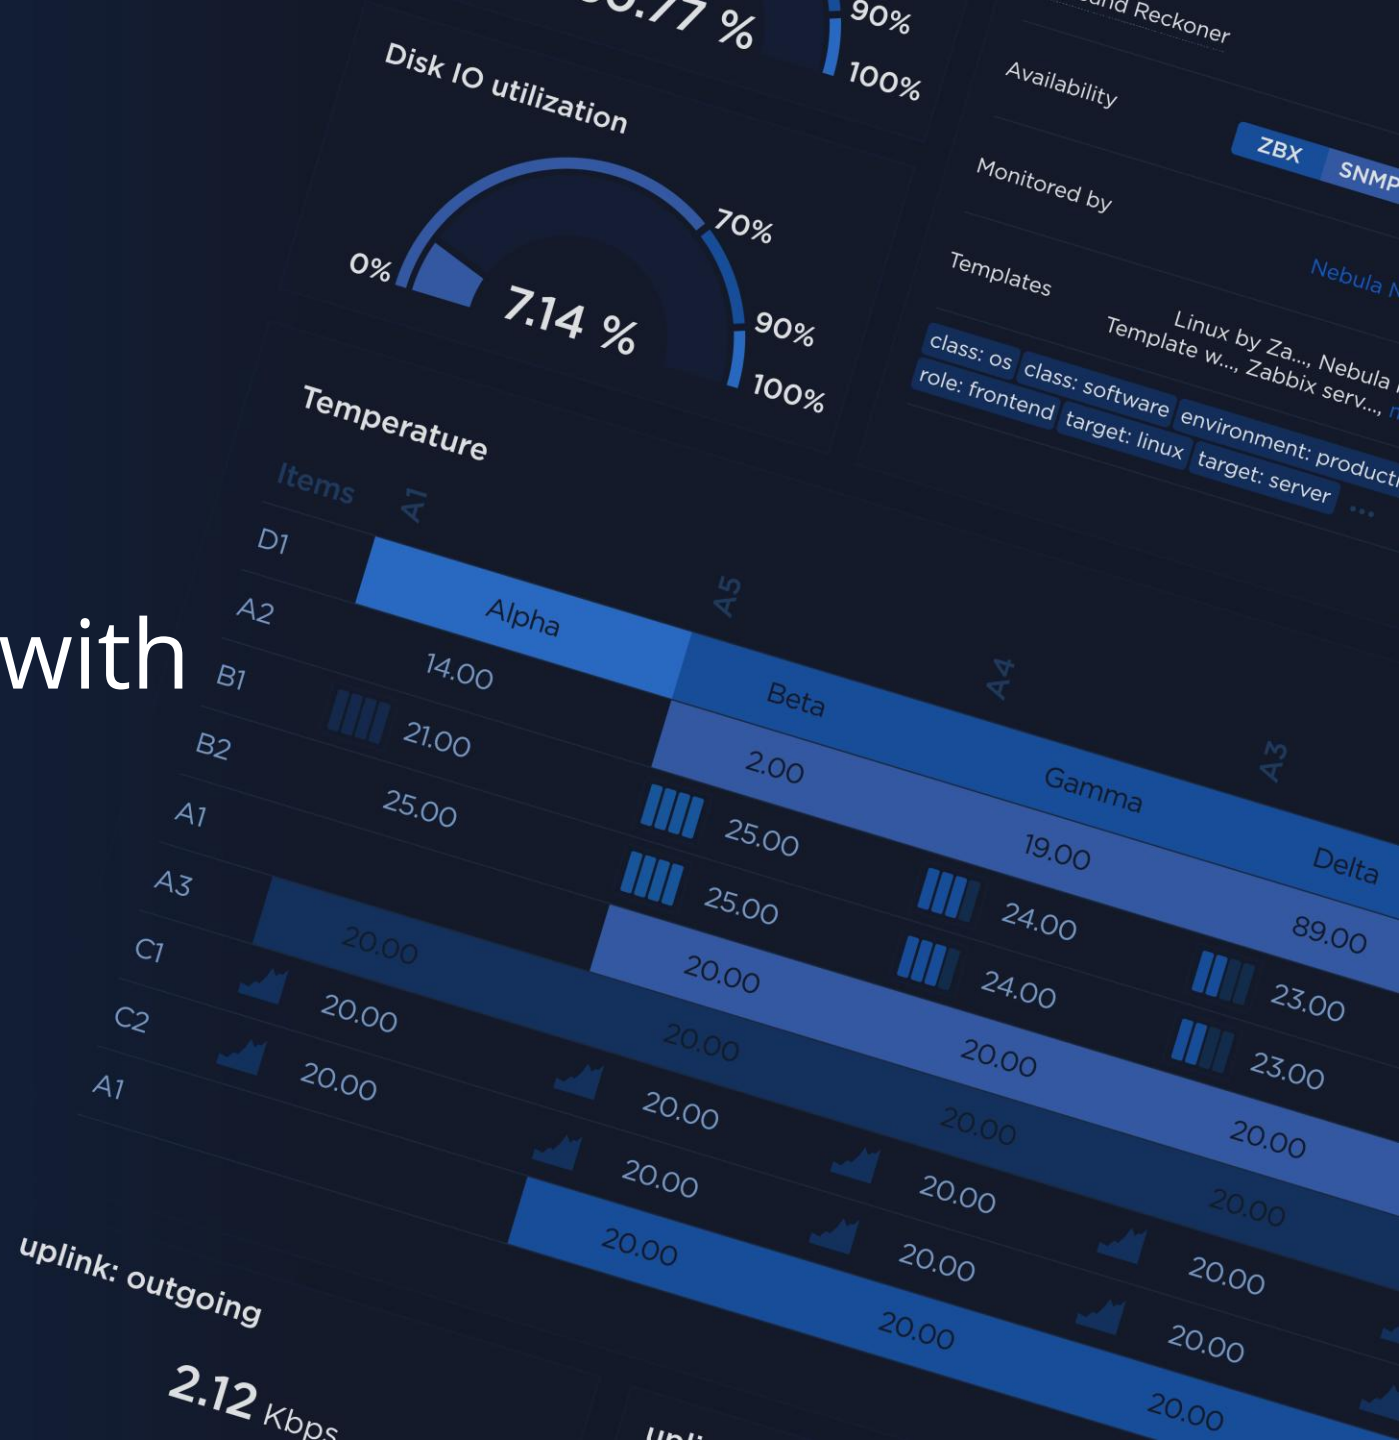 90%
100%
Disk IO utilization
0%
70%
90%
100%
7.14 %
Reckoner
Availability
ZBX SNMP
Monitored by
Nebula
Templates
Linux by Za..., Nebula
Template w..., Zabbix serv...,
class: os class: software environment:
role: frontend target: linux target: server ...
with
Temperature
Items A1 A5 A4 A3
D1 Alpha Beta Gamma Delta
A2 14.00 2.00 19.00 89.00
B1 21.00 25.00 24.00 23.00
B2 25.00 25.00 24.00 23.00
A1 20.00 20.00 20.00
A3 20.00 20.00 20.00 20.00
C1 20.00 20.00 20.00 20.00
C2 20.00 20.00 20.00 20.00
A1 20.00 20.00 20.00
uplink: outgoing
2.12 Kbps